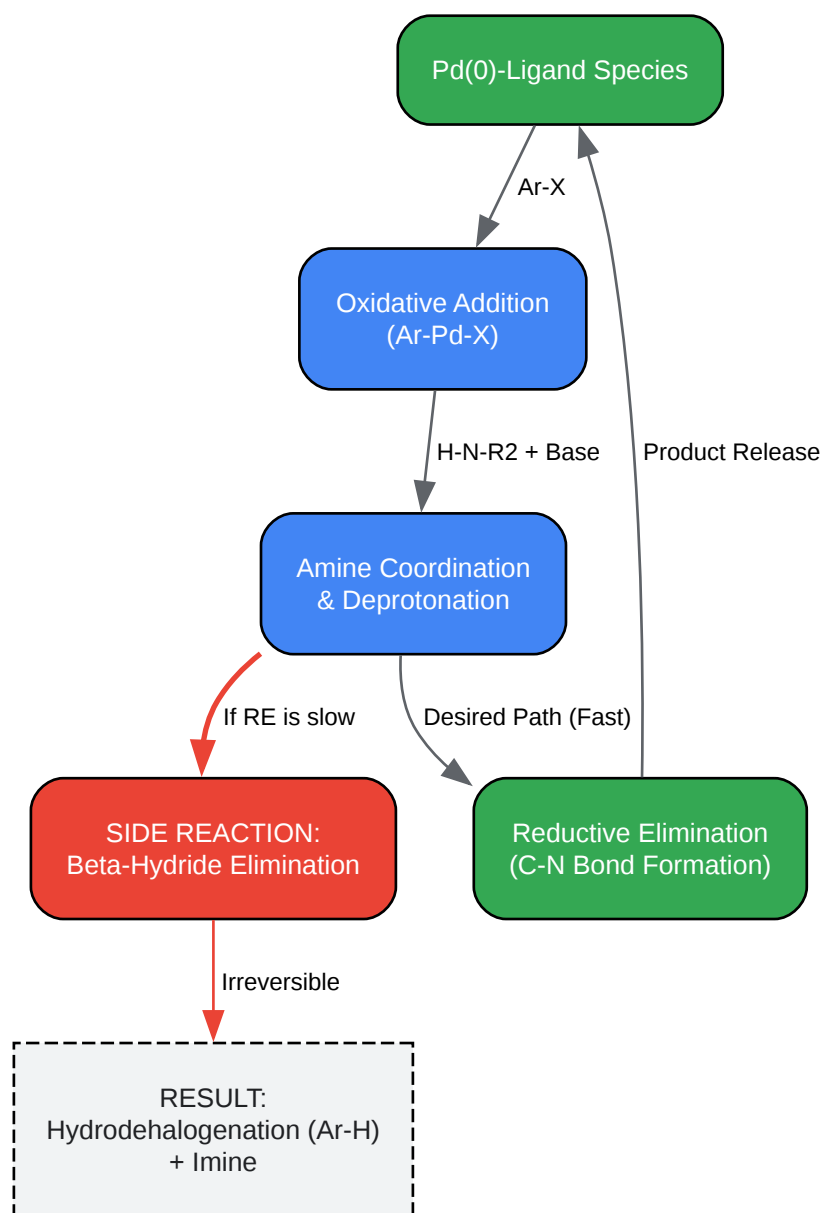 Pd(0)-Ligand Species
Ar-X
Oxidative Addition
(Ar-Pd-X)
H-N-R2 + Base
Product Release
Amine Coordination
& Deprotonation
If RE is slow
Desired Path (Fast)
SIDE REACTION:
Beta-Hydride Elimination
Reductive Elimination
(C-N Bond Formation)
Irreversible
RESULT:
Hydrodehalogenation (Ar-H)
+ Imine